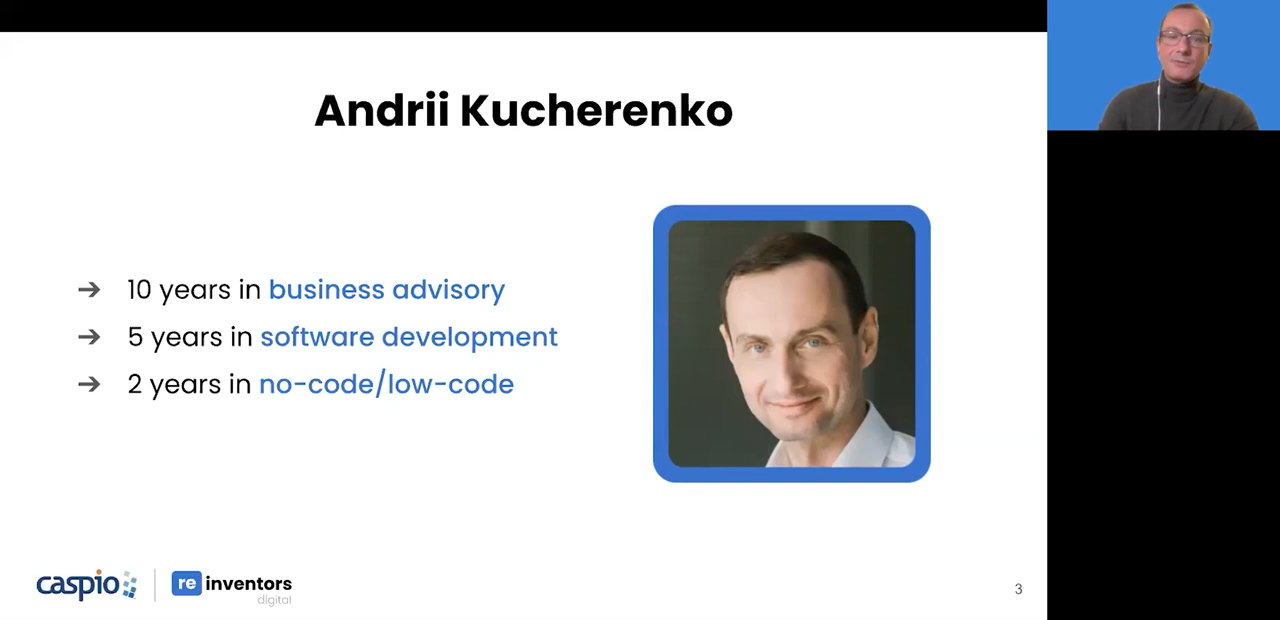 Andrii Kucherenko
➔ 10 years in business advisory
➔ 5 years in software development
➔ 2 years in no-code/low-code
caspio
re inventors
digital
3